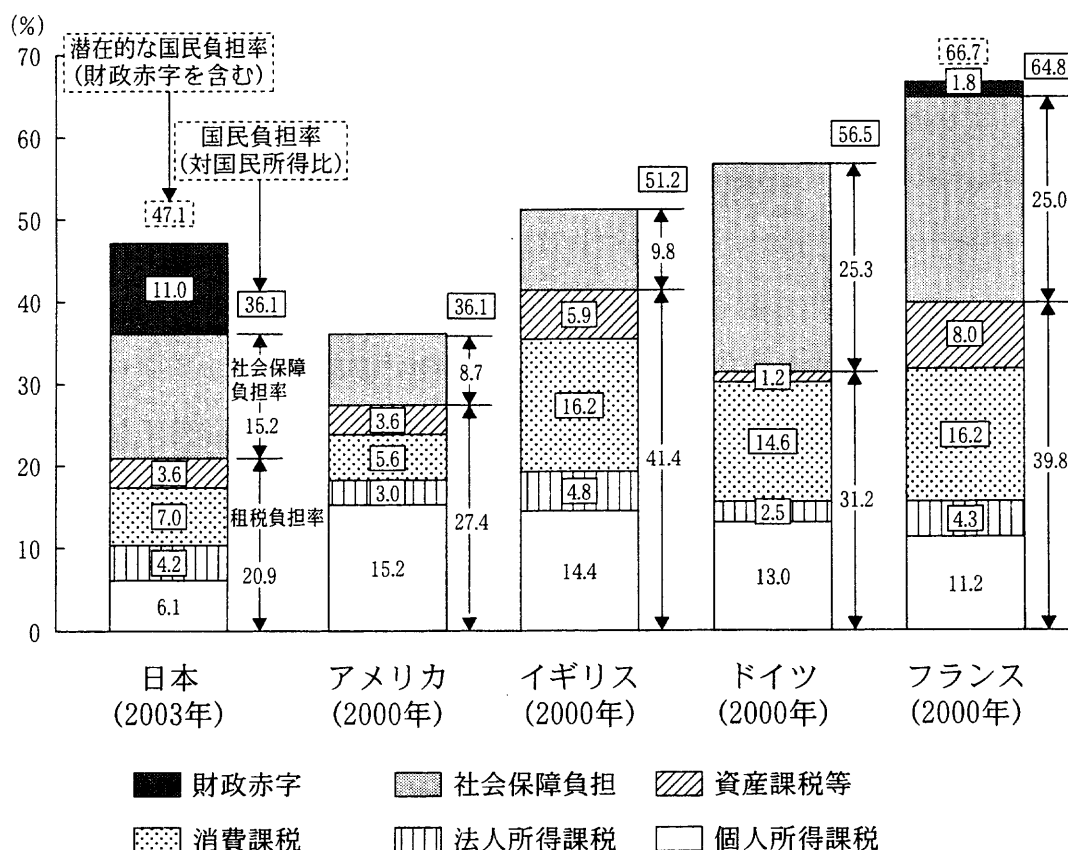 (%)
70
60
50
40
30
20
10
0
潜在的な国民負担率
(財政赤字を含む)
国民負担率
(対国民所得比)
47.1
11.0
36.1
社会保障
負担率
15.2
3.6
7.0
租税負担率
4.2
20.9
6.1
36.1
8.7
3.6
5.6
3.0
27.4
15.2
51.2
9.8
5.9
16.2
41.4
4.8
14.4
56.5
25.3
1.2
14.6
31.2
2.5
13.0
66.7
64.8
1.8
25.0
8.0
16.2
39.8
4.3
11.2
日本
(2003年)
アメリカ
(2000年)
イギリス
(2000年)
ドイツ
(2000年)
フランス
(2000年)
財政赤字
社会保障負担
資産課税等
消費課税
法人所得課税
個人所得課税